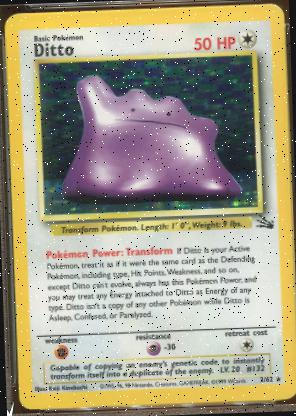 Basic Pokémon
Ditto
50 HP
Transform Pokémon. Length: 1' 0", Weight: 9 lbs.
Pokémon Power: Transform If Ditto is your Active
Pokémon, treat it as if it were the same card as the Defending
Pokémon, including type, Hit Points, Weakness, and so on,
except Ditto can't evolve, always has this Pokémon Power, and
you may treat any Energy attached to Ditto as Energy of any
type. Ditto isn't a copy of any other Pokémon while Ditto is
Asleep, Confused, or Paralyzed.
weakness
resistance
retreat cost
-30
Capable of copying an enemy's genetic code to instantly
transform itself into a duplicate of the enemy. LV. 20 #132
Illus. Keiji Kinebuchi
3/62